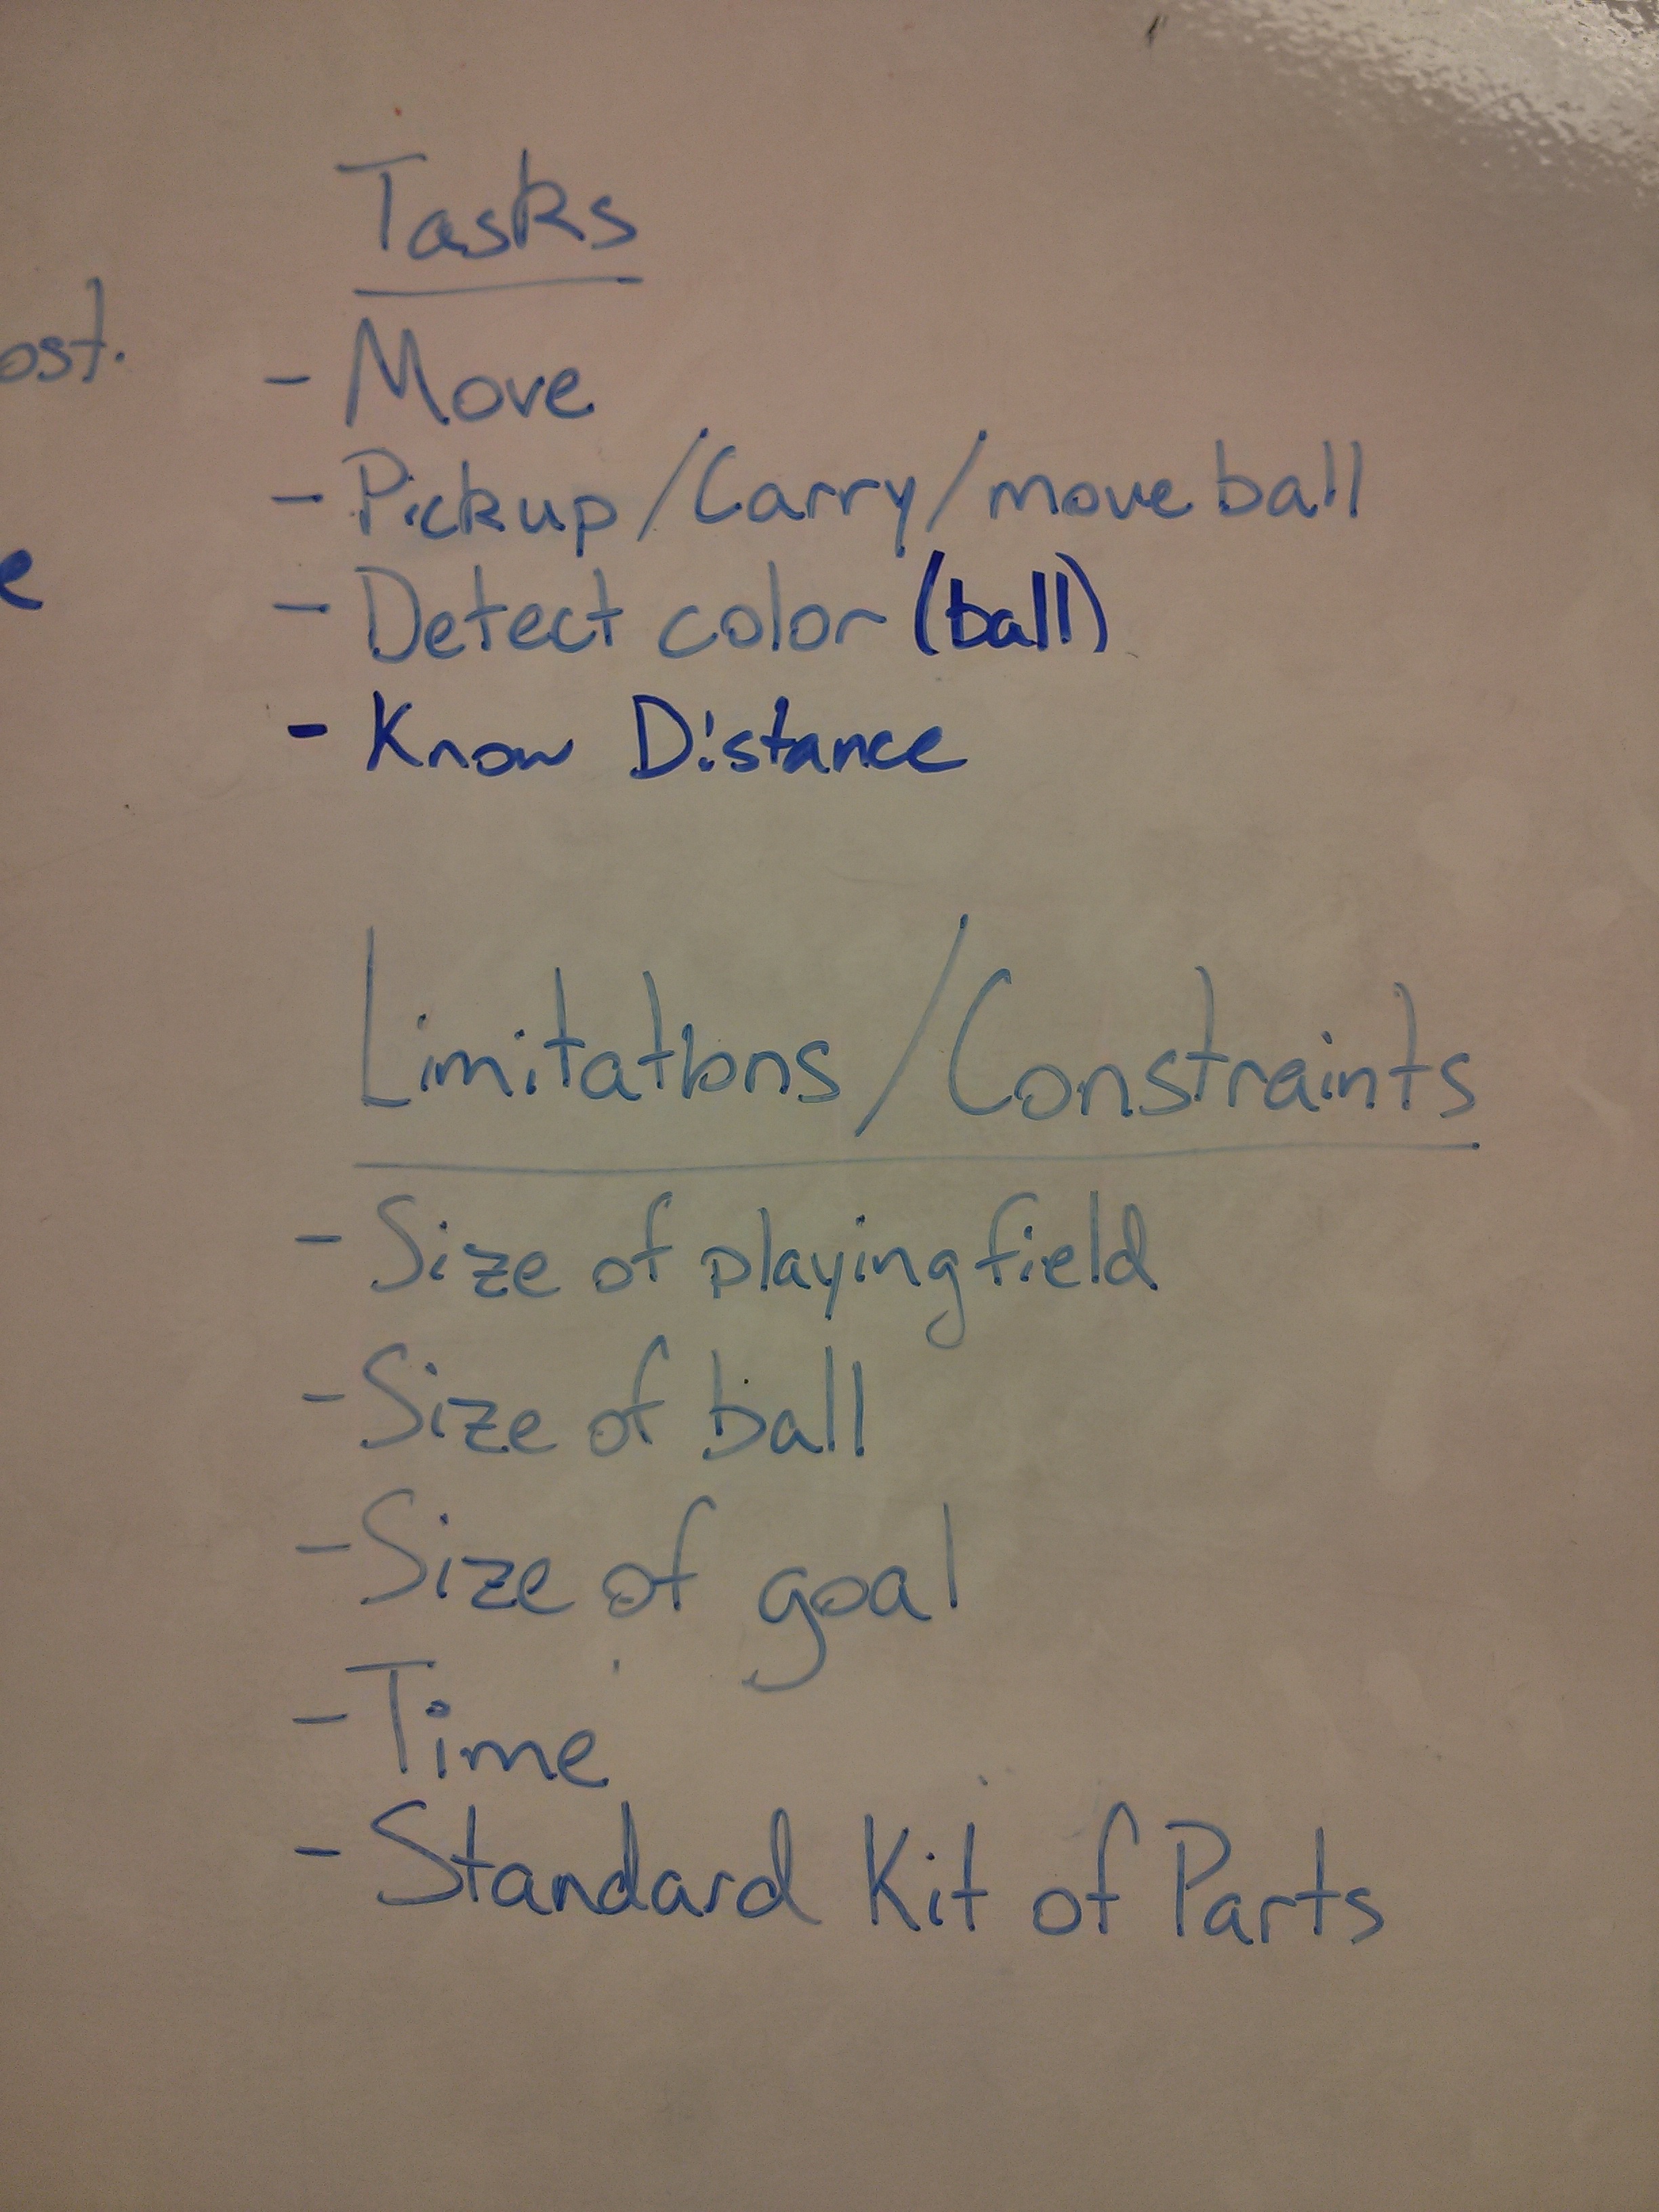 Tasks
- Move
- Pickup/Carry/move ball
- Detect color (ball)
- Know Distance
Limitations/Constraints
- Size of playing field
- Size of ball
- Size of goal
- Time
- Standard Kit of Parts